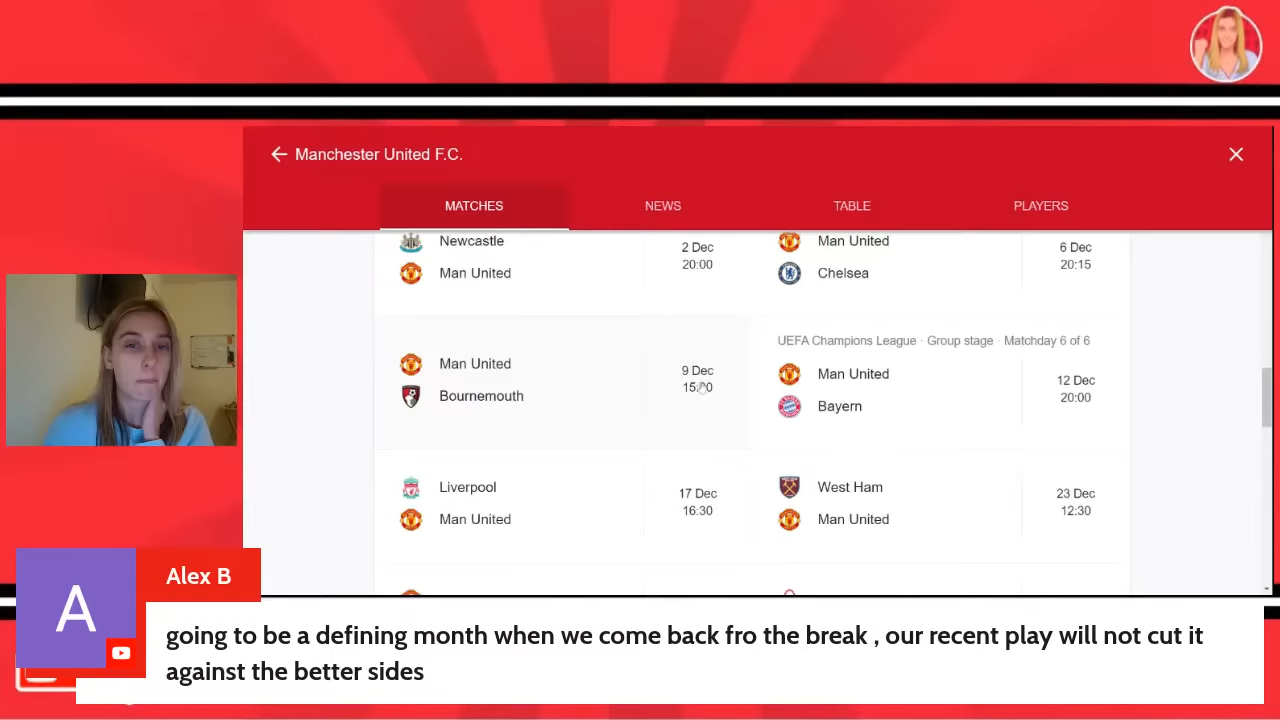 Manchester United F.C.
MATCHES
NEWS
TABLE
PLAYERS
Newcastle
Man United
2 Dec
20:00
Man United
Chelsea
6 Dec
20:15
Man United
Bournemouth
9 Dec
15:00
UEFA Champions League · Group stage · Matchday 6 of 6
Man United
Bayern
12 Dec
20:00
Liverpool
Man United
17 Dec
16:30
West Ham
Man United
23 Dec
12:30
A
Alex B
going to be a defining month when we come back fro the break , our recent play will not cut it
against the better sides